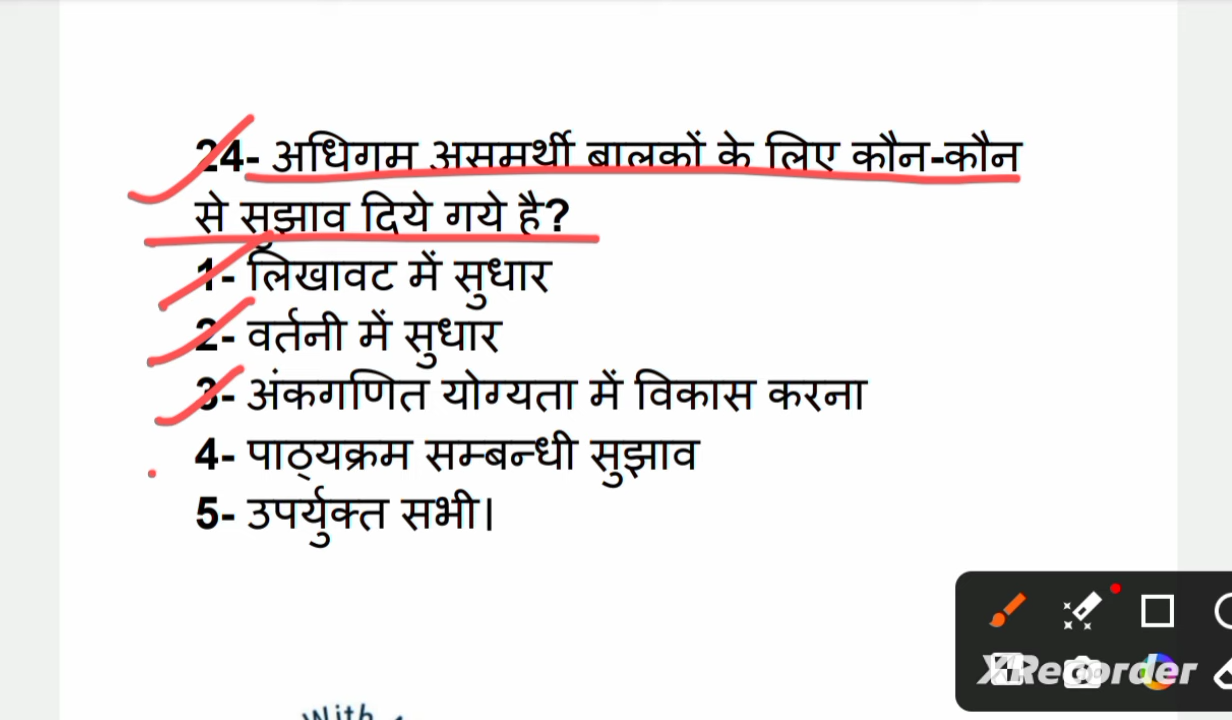 24- अधिगम असमर्थी बालकों के लिए कौन-कौन
से सुझाव दिये गये है?
1- लिखावट में सुधार
2- वर्तनी में सुधार
3- अंकगणित योग्यता में विकास करना
4- पाठ्यक्रम सम्बन्धी सुझाव
5- उपर्युक्त सभी।
XRecorder
With